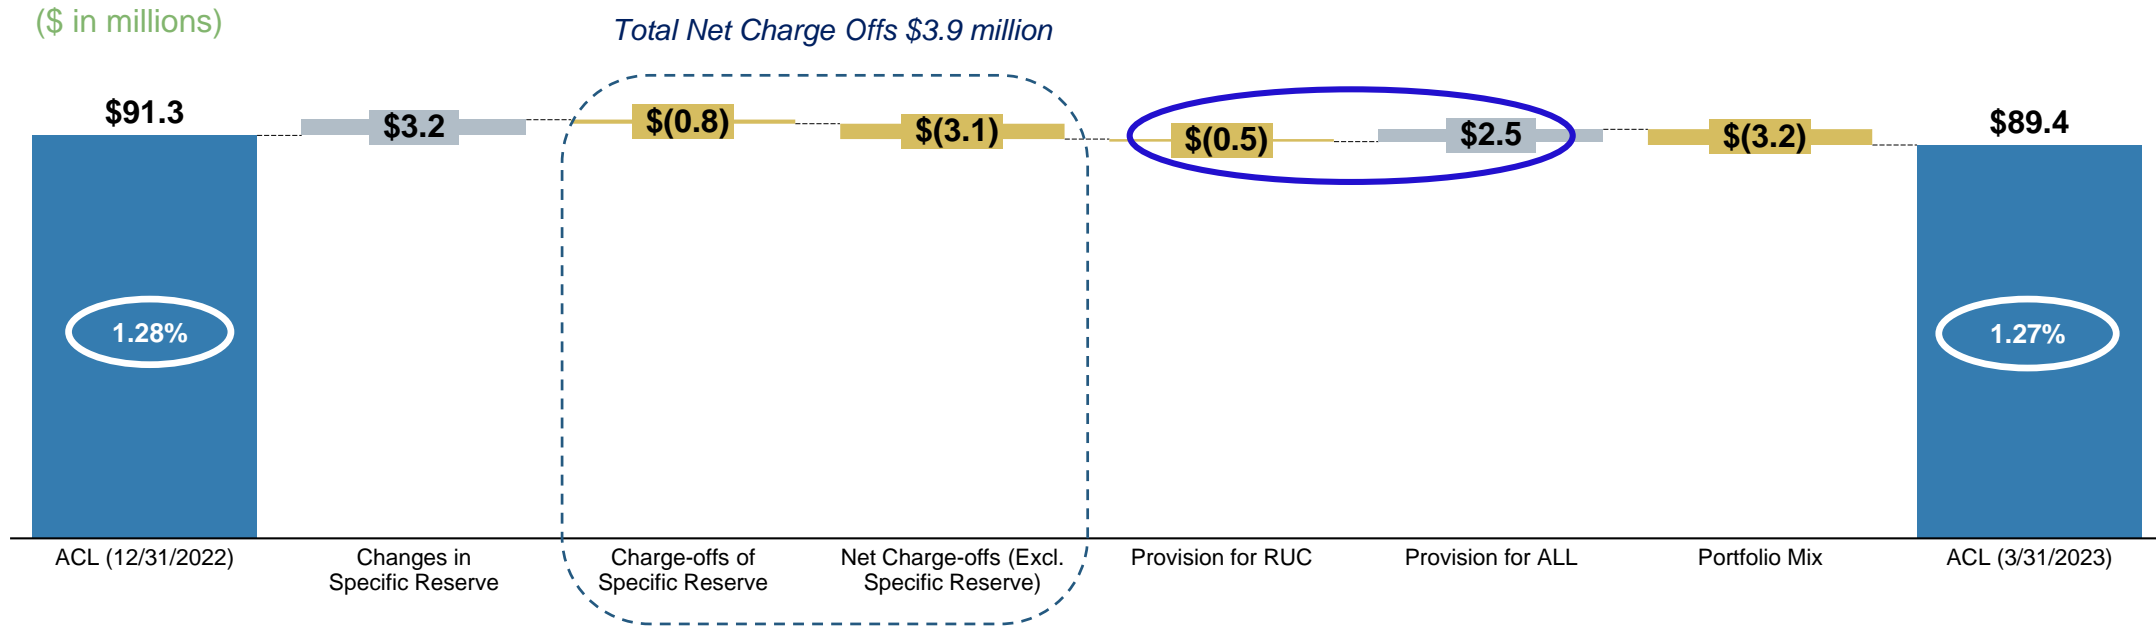 ($ in millions)
Total Net Charge Offs $3.9 million
$91.3
$3.2
$(0.8)
$(3.1)
$(0.5)
$2.5
$(3.2)
$89.4
1.28%
1.27%
ACL (12/31/2022)
Changes in
Specific Reserve
Charge-offs of
Specific Reserve
Net Charge-offs (Excl.
Specific Reserve)
Provision for RUC
Provision for ALL
Portfolio Mix
ACL (3/31/2023)